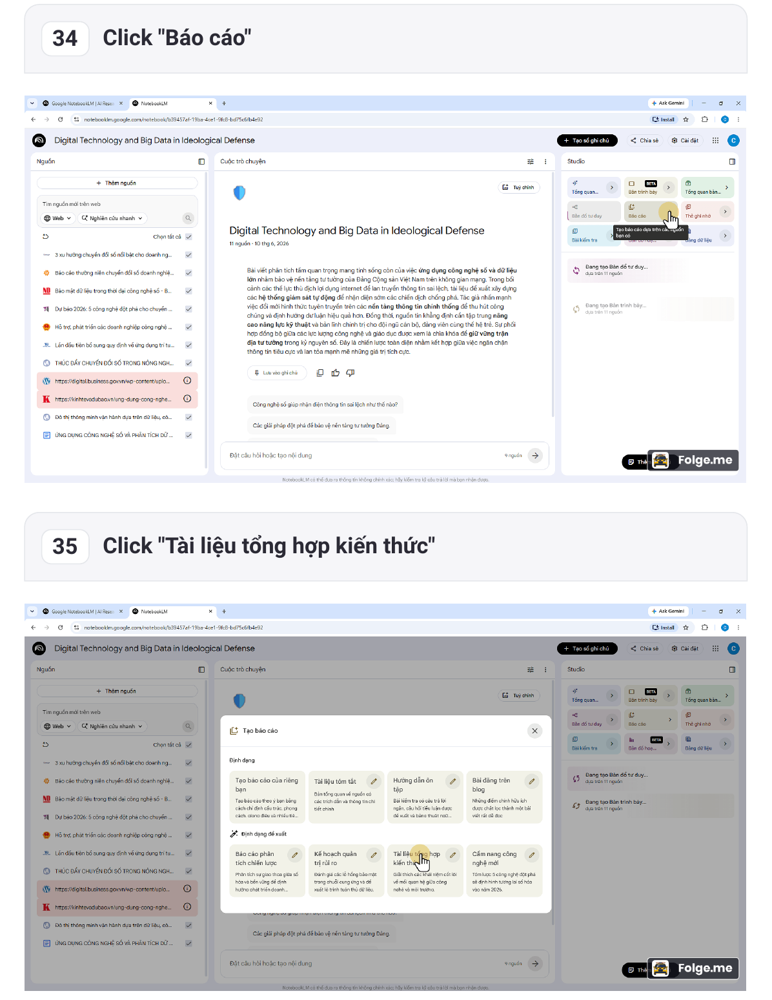 34 Click "Báo cáo"
Google NotebookLM | AI Resea
NotebookLM
Ask Gemini
notebooklm.google.com/notebook/b39457af-19ba-4ce1-9fc8-bd75c6fb4e92
Install
Digital Technology and Big Data in Ideological Defense
Tạo sổ ghi chú
Chia sẻ
Cài đặt
C
Nguồn
Thêm nguồn
Tìm nguồn mới trên web
Web
Nghiên cứu nhanh
Chọn tất cả
3 xu hướng chuyển đổi số nổi bật cho doanh ng...
Báo cáo thường niên chuyển đổi số doanh nghiệ...
Bảo mật dữ liệu trong thời đại công nghệ số - B...
Dự báo 2026: 5 công nghệ đột phá cho chuyển ...
Hỗ trợ, phát triển các doanh nghiệp công nghệ ...
Lần đầu tiên bổ sung quy định về ứng dụng trí tu...
THÚC ĐẨY CHUYỂN ĐỔI SỐ TRONG NÔNG NGH...
https://digital.business.gov.vn/wp-content/uplo...
https://kinhtevadubao.vn/ung-dung-cong-nghe...
Đô thị thông minh vận hành dựa trên dữ liệu, cô...
ỨNG DỤNG CÔNG NGHỆ SỐ VÀ PHÂN TÍCH DỮ ...
Cuộc trò chuyện
Tuỳ chỉnh
Digital Technology and Big Data in Ideological Defense
11 nguồn · 10 thg 6, 2026
Bài viết phân tích tầm quan trọng mang tính sống còn của việc ứng dụng công nghệ số và dữ liệu
lớn nhằm bảo vệ nền tảng tư tưởng của Đảng Cộng sản Việt Nam trên không gian mạng. Trong bối
cảnh các thế lực thù địch lợi dụng internet để lan truyền thông tin sai lệch, tài liệu đề xuất xây dựng
các hệ thống giám sát tự động để nhận diện sớm các chiến dịch chống phá. Tác giả nhấn mạnh
việc đổi mới hình thức tuyên truyền trên các nền tảng thông tin chính thống để thu hút công
chúng và định hướng dư luận hiệu quả hơn. Đồng thời, nguồn tin khẳng định cần tập trung nâng
cao năng lực kỹ thuật và bản lĩnh chính trị cho đội ngũ cán bộ, đảng viên cùng thế hệ trẻ. Sự phối
hợp đồng bộ giữa các lực lượng công nghệ và giáo dục được xem là chìa khóa để giữ vững trận
địa tư tưởng trong kỷ nguyên số. Đây là chiến lược toàn diện nhằm kết hợp giữa việc ngăn chặn
thông tin tiêu cực và lan tỏa mạnh mẽ những giá trị tích cực.
Lưu vào ghi chú
Công nghệ số giúp nhận diện thông tin sai lệch như thế nào?
Các giải pháp đột phá để bảo vệ nền tảng tư tưởng Đảng.
Đặt câu hỏi hoặc tạo nội dung
9 nguồn
NotebookLM có thể đưa ra thông tin không chính xác; hãy kiểm tra kỹ câu trả lời mà bạn nhận được.
Studio
Tổng quan...
BETA
Bản trình bày
Tổng quan bằn...
Bản đồ tư duy
Báo cáo
Thẻ ghi nhớ
Tạo báo cáo dựa trên các nguồn
bạn có
Bài kiểm tra
Bảng dữ liệu
Đang tạo Bản đồ tư duy...
dựa trên 11 nguồn
Đang tạo Bản trình bày...
dựa trên 11 nguồn
Thê
Folge.me
35 Click "Tài liệu tổng hợp kiến thức"
Google NotebookLM | AI Resea
NotebookLM
Ask Gemini
notebooklm.google.com/notebook/b39457af-19ba-4ce1-9fc8-bd75c6fb4e92
Install
Digital Technology and Big Data in Ideological Defense
Tạo sổ ghi chú
Chia sẻ
Cài đặt
C
Nguồn
Thêm nguồn
Tìm nguồn mới trên web
Web
Nghiên cứu nhanh
Chọn tất cả
3 xu hướng chuyển đổi số nổi bật cho doanh ng...
Báo cáo thường niên chuyển đổi số doanh nghiệ...
Bảo mật dữ liệu trong thời đại công nghệ số - B...
Dự báo 2026: 5 công nghệ đột phá cho chuyển ...
Hỗ trợ, phát triển các doanh nghiệp công nghệ ...
Lần đầu tiên bổ sung quy định về ứng dụng trí tu...
THÚC ĐẨY CHUYỂN ĐỔI SỐ TRONG NÔNG NGH...
https://digital.business.gov.vn/wp-content/uplo...
https://kinhtevadubao.vn/ung-dung-cong-nghe...
Đô thị thông minh vận hành dựa trên dữ liệu, cô...
ỨNG DỤNG CÔNG NGHỆ SỐ VÀ PHÂN TÍCH DỮ ...
Cuộc trò chuyện
Tuỳ chỉnh
Tạo báo cáo
Định dạng
Tạo báo cáo của riêng
bạn
Tạo báo cáo theo ý bạn bằng
cách chỉ định cấu trúc, phong
cách, giọng điệu và nhiều tiê...
Tài liệu tóm tắt
Bản tổng quan về nguồn có
các trích dẫn và thông tin chi
tiết chính
Hướng dẫn ôn
tập
Bài kiểm tra có câu trả lời
ngắn, câu hỏi tiểu luận được
đề xuất và bảng thuật ngữ...
Bài đăng trên
blog
Những điểm chính hữu ích
được chắt lọc thành một bài
viết rất dễ đọc
Định dạng đề xuất
Báo cáo phân
tích chiến lược
Phân tích sự giao thoa giữa số
hóa và bền vững để định
hướng phát triển doanh...
Kế hoạch quản
trị rủi ro
Đánh giá các lỗ hổng bảo mật
trong chuỗi cung ứng và đề
xuất lộ trình tuân thủ dữ liệu.
Tài liệu tổng hợp
kiến thứ
Giải thích các khái niệm cốt lõi
về mối quan hệ giữa công
nghệ và môi trường.
Cẩm nang công
nghệ mới
Tóm lược 5 công nghệ đột phá
sẽ định hình tương lai số hóa
vào năm 2026.
Công nghệ số giúp nhận diện thông tin sai lệch như thế nào?
Các giải pháp đột phá để bảo vệ nền tảng tư tưởng Đảng.
Đặt câu hỏi hoặc tạo nội dung
9 nguồn
NotebookLM có thể đưa ra thông tin không chính xác; hãy kiểm tra kỹ câu trả lời mà bạn nhận được.
Studio
Tổng quan...
BETA
Bản trình bày
Tổng quan bằn...
Bản đồ tư duy
Báo cáo
Thẻ ghi nhớ
Bài kiểm tra
BETA
Bản đồ hoạ...
Bảng dữ liệu
Đang tạo Bản đồ tư duy...
dựa trên 11 nguồn
Đang tạo Bản trình bày...
dựa trên 11 nguồn
Thê
Folge.me